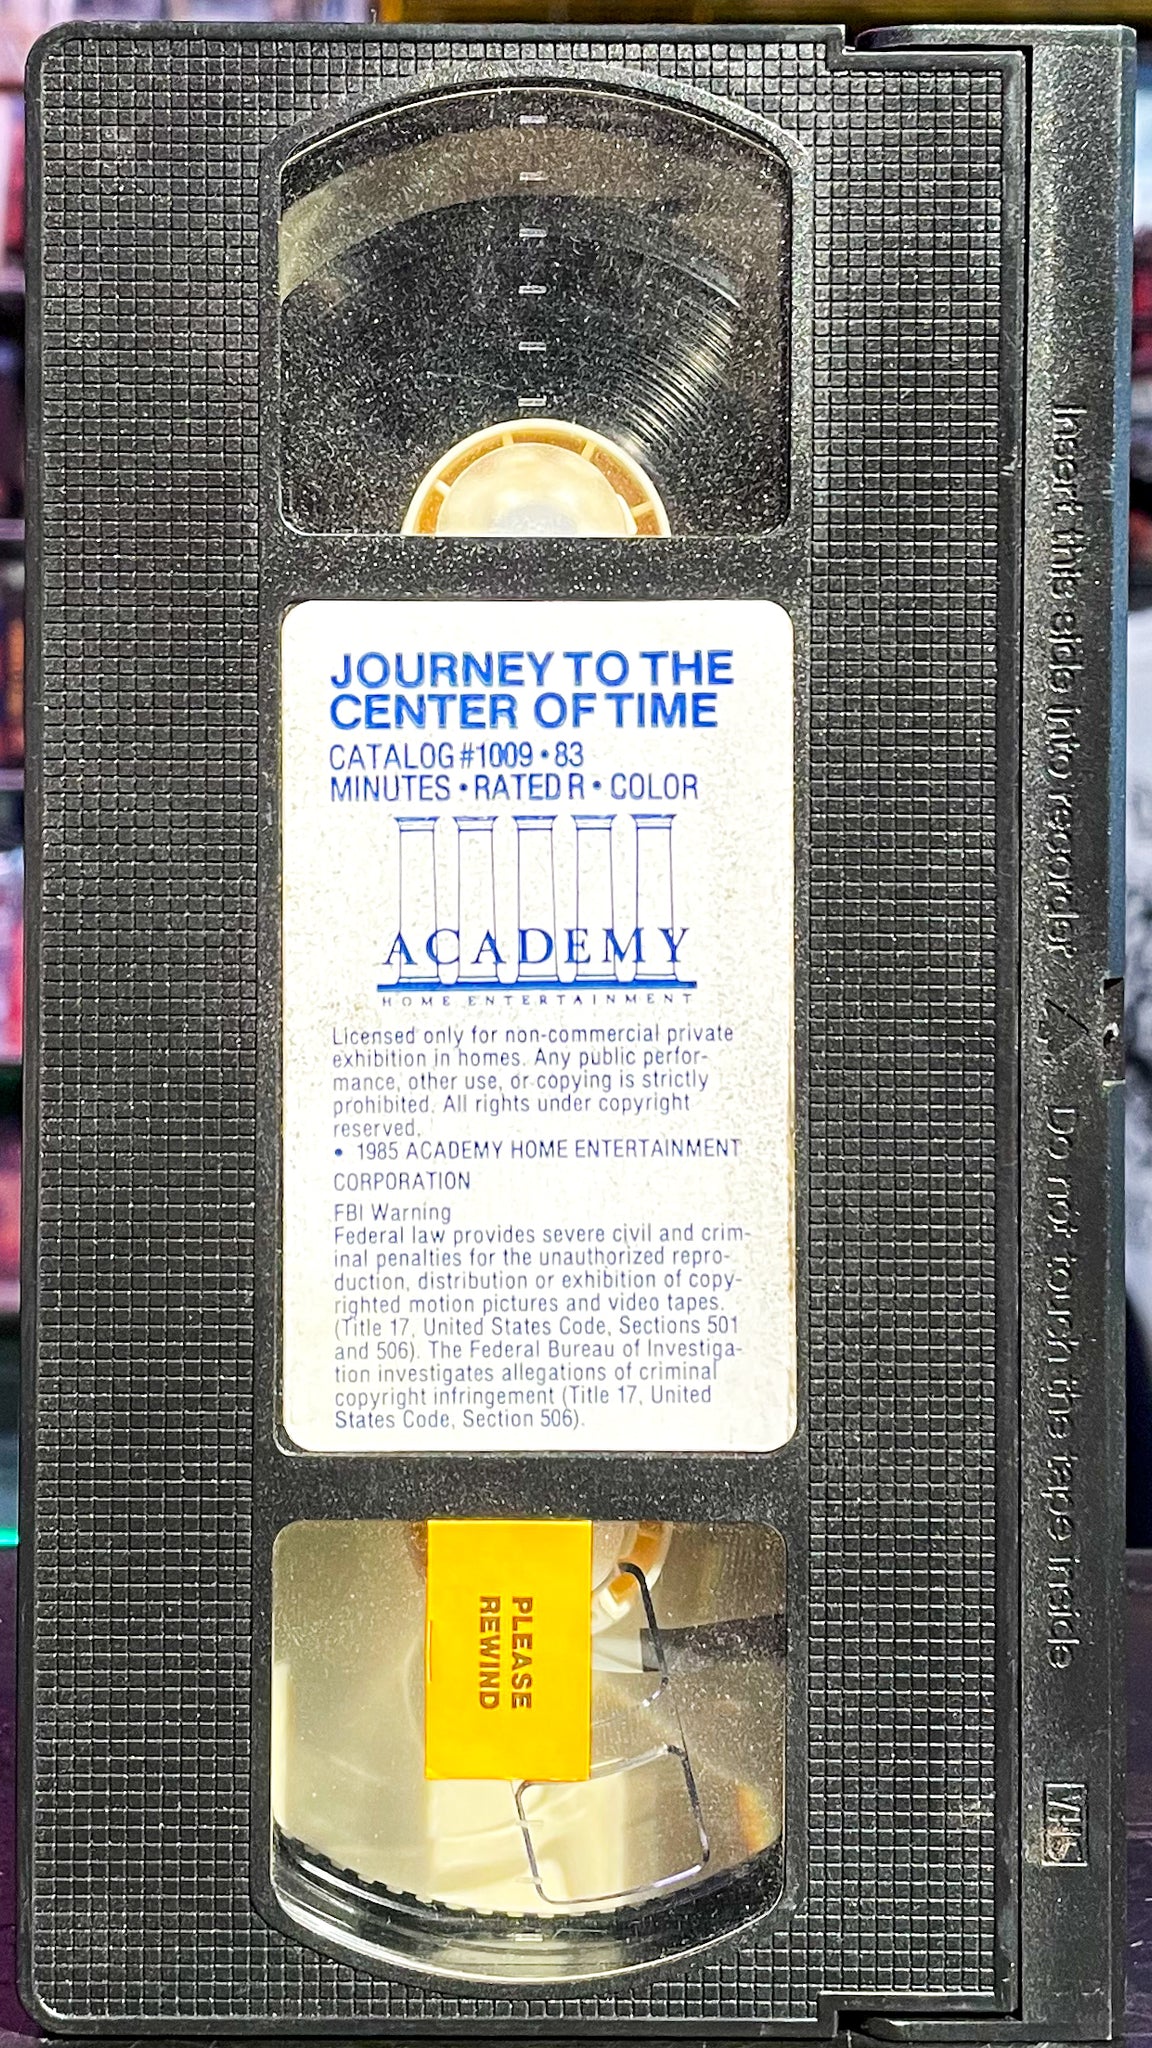 JOURNEY TO THE
CENTER OF TIME
CATALOG #1009 • 83
MINUTES • RATED R • COLOR
ACADEMY
HOME ENTERTAINMENT
Licensed only for non-commercial private
exhibition in homes. Any public perfor-
mance, other use, or copying is strictly
prohibited. All rights under copyright
reserved.
• 1985 ACADEMY HOME ENTERTAINMENT
CORPORATION
FBI Warning
Federal law provides severe civil and crim-
inal penalties for the unauthorized repro-
duction, distribution or exhibition of copy-
righted motion pictures and video tapes.
(Title 17, United States Code, Sections 501
and 506). The Federal Bureau of Investiga-
tion investigates allegations of criminal
copyright infringement (Title 17, United
States Code, Section 506).
PLEASE
REWIND
Insert this side into recorder
Do not touch the tape inside
VHS